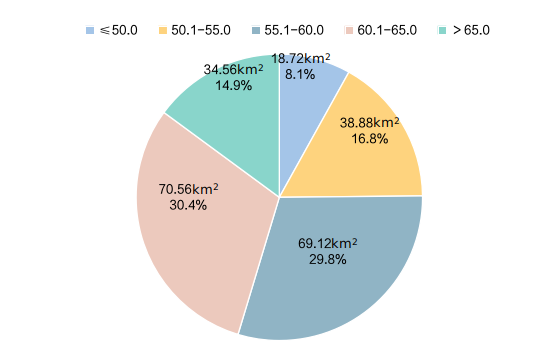 ≤50.0 50.1-55.0 55.1-60.0 60.1-65.0 >65.0
18.72km²
8.1%
34.56km²
14.9%
38.88km²
16.8%
70.56km²
30.4%
69.12km²
29.8%